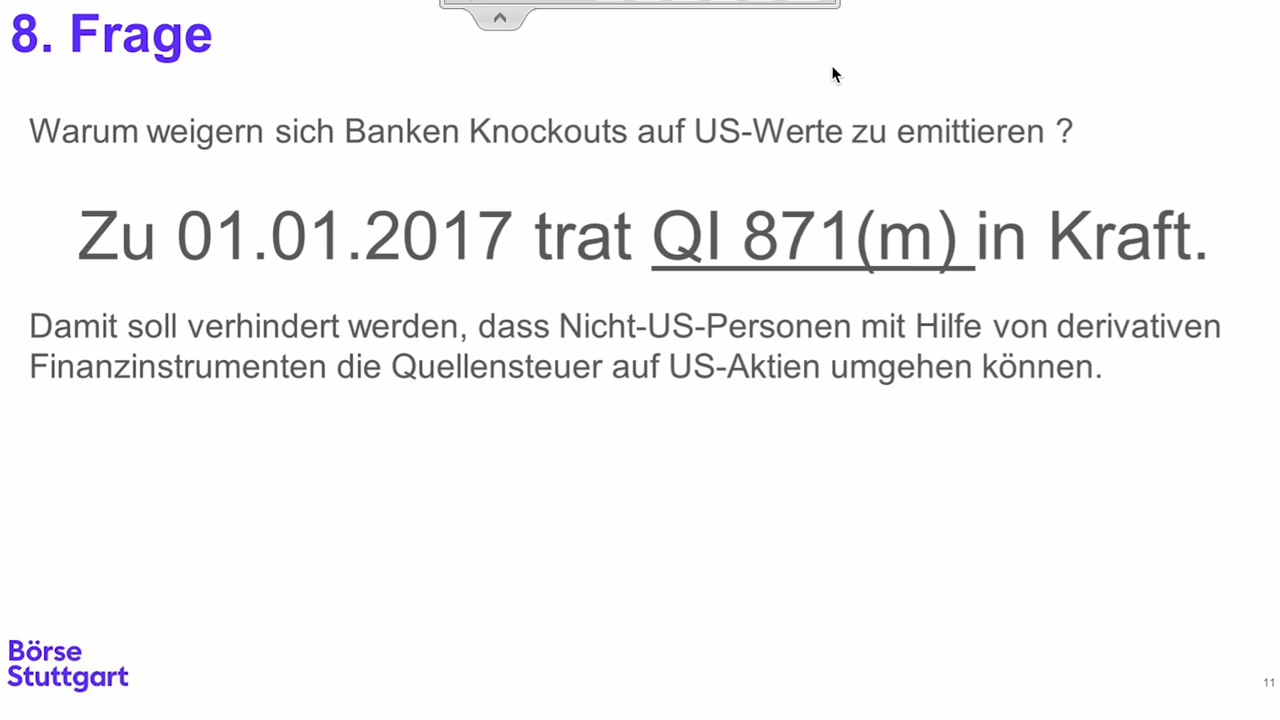 8. Frage
Warum weigern sich Banken Knockouts auf US-Werte zu emittieren ?
Zu 01.01.2017 trat QI 871(m) in Kraft.
Damit soll verhindert werden, dass Nicht-US-Personen mit Hilfe von derivativen
Finanzinstrumenten die Quellensteuer auf US-Aktien umgehen können.
Börse
Stuttgart
11